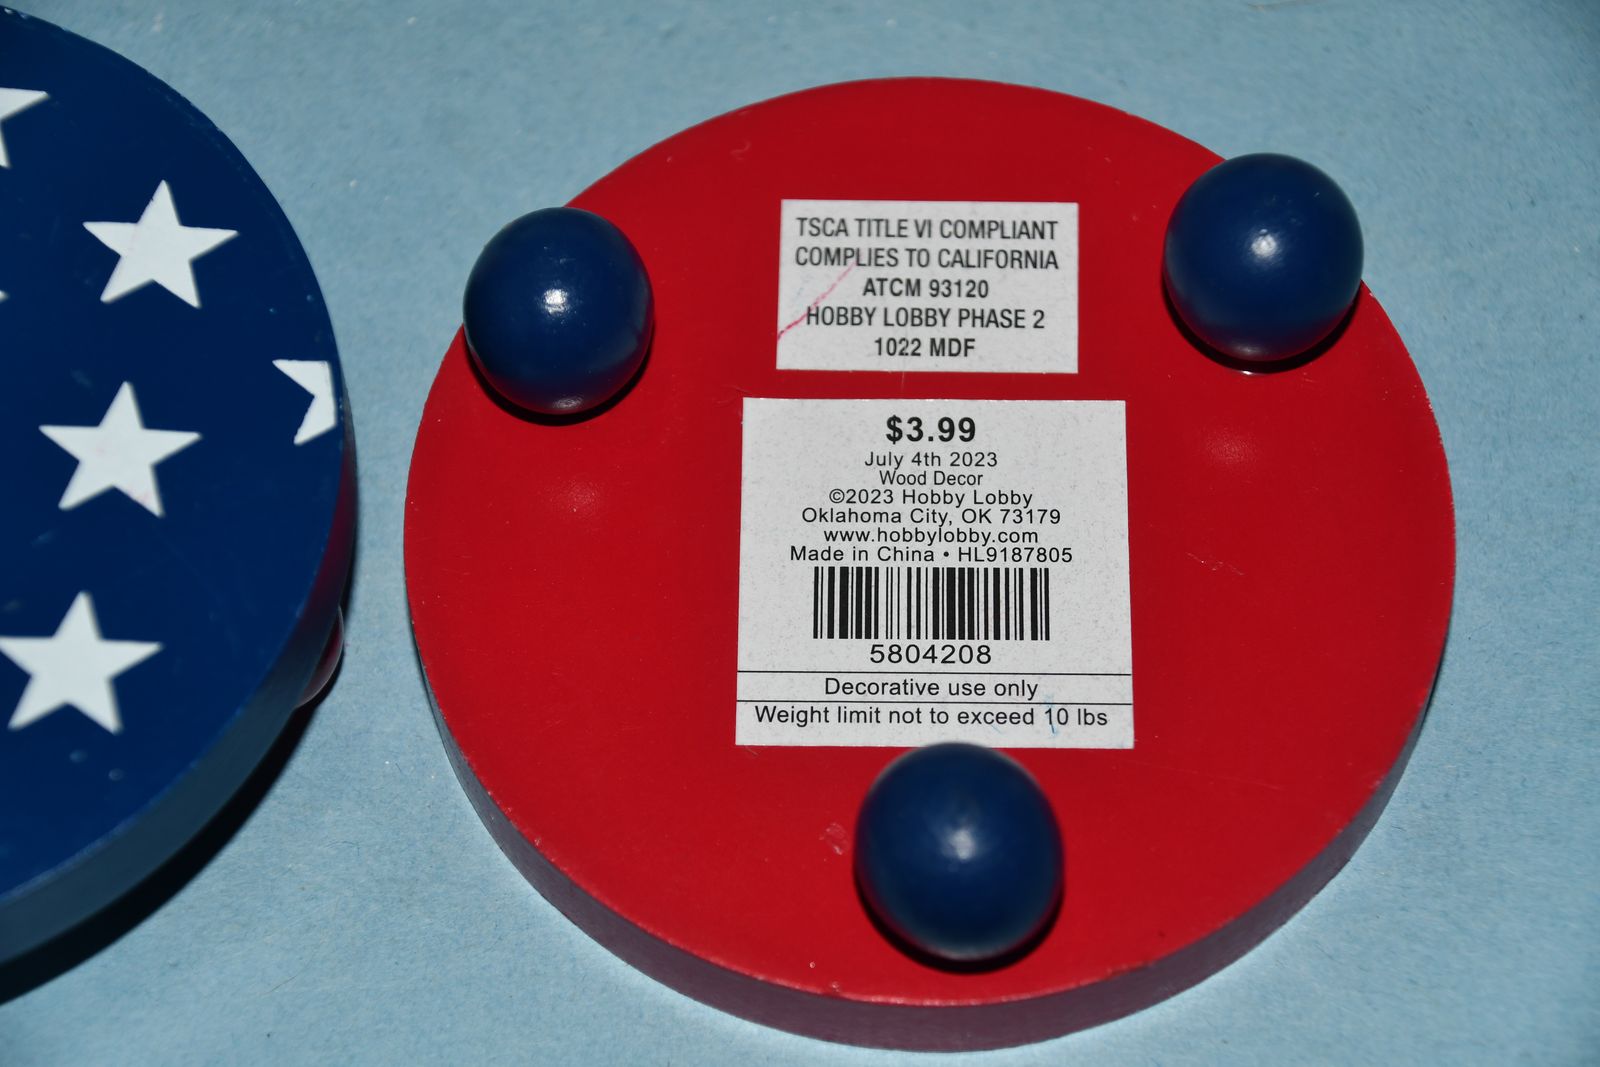 TSCA TITLE VI COMPLIANT
COMPLIES TO CALIFORNIA
ATCM 93120
HOBBY LOBBY PHASE 2
1022 MDF
$3.99
July 4th 2023
Wood Decor
©2023 Hobby Lobby
Oklahoma City, OK 73179
www.hobbylobby.com
Made in China • HL9187805
5804208
Decorative use only
Weight limit not to exceed 10 lbs